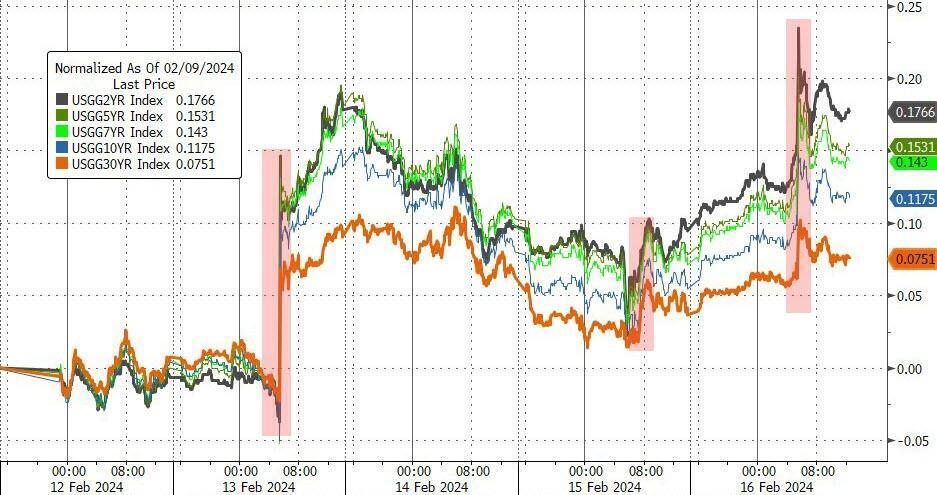 0.25
Normalized As Of 02/09/2024
Last Price
USGG2YR Index 0.1766
USGG5YR Index 0.1531
USGG7YR Index 0.143
USGG10YR Index 0.1175
USGG30YR Index 0.0751
0.20
0.1766
0.1531
0.143
0.1175
0.10
0.0751
0.05
0.00
-0.05
00:00 08:00 00:00 08:00 00:00 08:00 00:00 08:00 00:00 08:00
12 Feb 2024 13 Feb 2024 14 Feb 2024 15 Feb 2024 16 Feb 2024